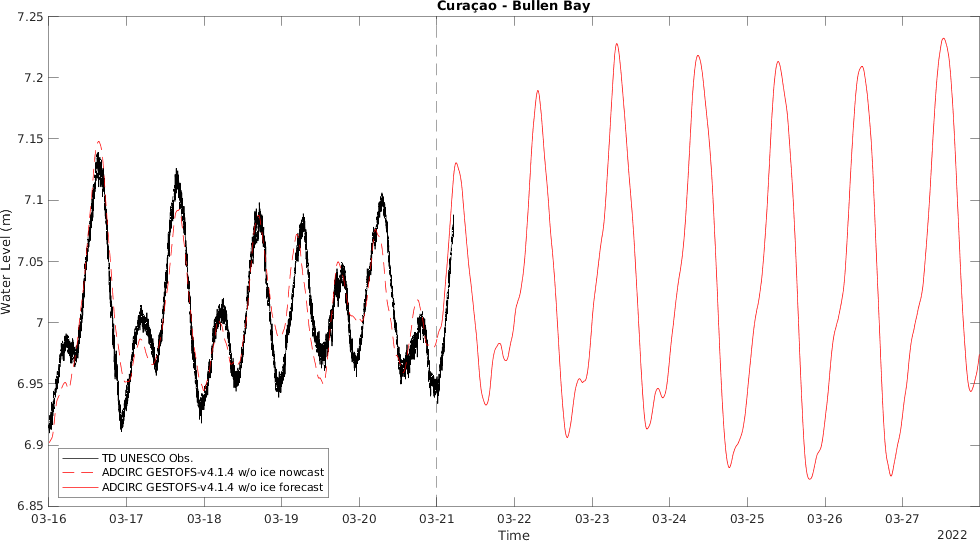 Curaçao - Bullen Bay
7.25
7.2
7.15
7.1
7.05
7
6.95
6.9
6.85
Water Level (m)
TD UNESCO Obs.
ADCIRC GESTOFS-v4.1.4 w/o ice nowcast
ADCIRC GESTOFS-v4.1.4 w/o ice forecast
03-16 03-17 03-18 03-19 03-20 03-21 03-22 03-23 03-24 03-25 03-26 03-27
Time
2022